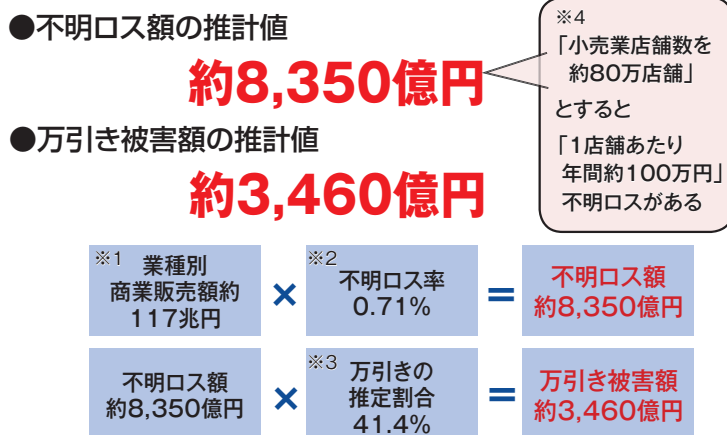 ●不明ロス額の推計値
約8,350億円
●万引き被害額の推計値
約3,460億円
※4
「小売業店舗数を
約80万店舗」
とすると
「1店舗あたり
年間約100万円」
不明ロスがある
※1 業種別
商業販売額約
117兆円
×
※2
不明ロス率
0.71%
=
不明ロス額
約8,350億円
不明ロス額
約8,350億円
×
※3 万引きの
推定割合
41.4%
=
万引き被害額
約3,460億円